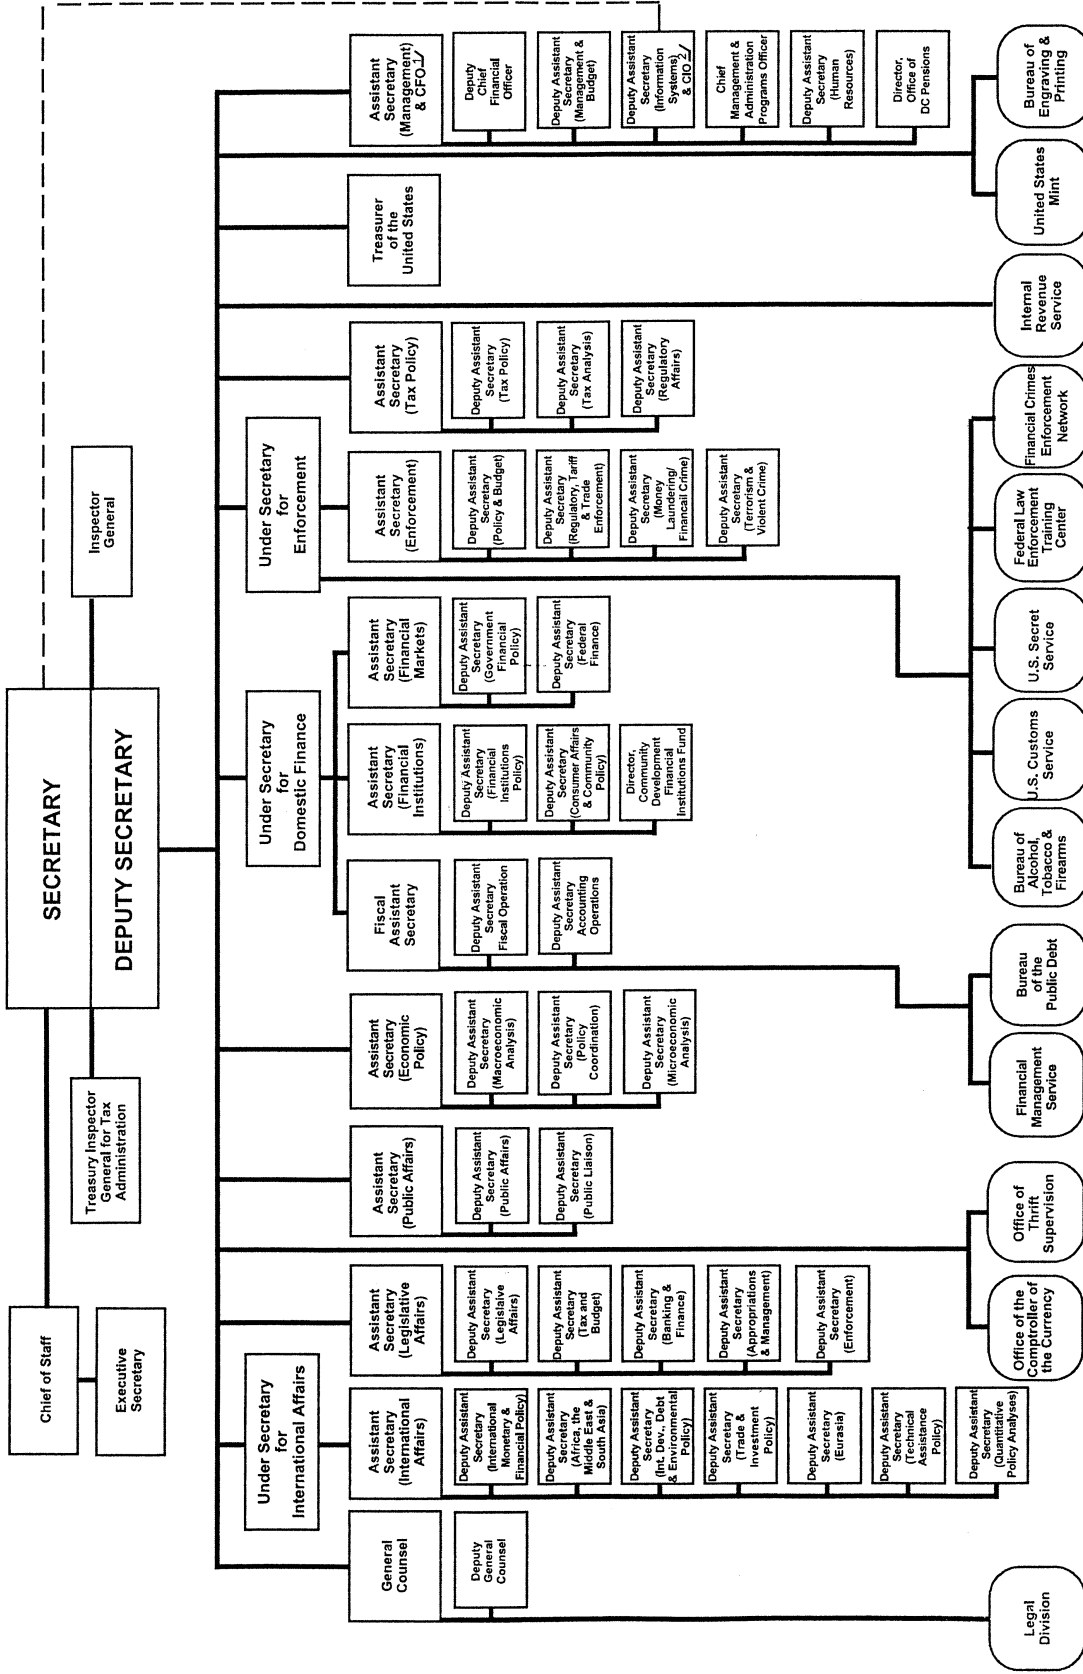 SECRETARY
DEPUTY SECRETARY
Chief of Staff
Executive
Secretary
Treasury Inspector
General for Tax
Administration
Inspector
General
Under Secretary
for
International Affairs
Under Secretary
for
Domestic Finance
Under Secretary
for
Enforcement
General
Counsel
Deputy
General
Counsel
Legal
Division
Assistant
Secretary
(International
Affairs)
Deputy Assistant
Secretary
(International
Monetary &
Financial Policy)
Deputy Assistant
Secretary
(Africa, the
Middle East &
South Asia)
Deputy Assistant
Secretary
(Int. Dev., Debt
& Environmental
Policy)
Deputy Assistant
Secretary
(Trade &
Investment
Policy)
Deputy Assistant
Secretary
(Eurasia)
Deputy Assistant
Secretary
(Technical
Assistance
Policy)
Deputy Assistant
Secretary
(Quantitative
Policy Analyses)
Assistant
Secretary
(Legislative
Affairs)
Deputy Assistant
Secretary
(Legislaive
Affairs)
Deputy Assistant
Secretary
(Tax and
Budget)
Deputy Assistant
Secretary
(Banking &
Finance)
Deputy Assistant
Secretary
(Appropriations
& Management)
Deputy Assistant
Secretary
(Enforcement)
Office of the
Comptroller of
the Currency
Office of
Thrift
Supervision
Assistant
Secretary
(Public Affairs)
Deputy Assistant
Secretary
(Public Affairs)
Deputy Assistant
Secretary
(Public Liaison)
Assistant
Secretary
(Economic
Policy)
Deputy Assistant
Secretary
(Macroeconomic
Analysis)
Deputy Assistant
Secretary
(Policy
Coordination)
Deputy Assistant
Secretary
(Microeconomic
Analysis)
Fiscal
Assistant
Secretary
Deputy Assistant
Secretary
Fiscal Operation
Deputy Assistant
Secretary
Accounting
Operations
Financial
Management
Service
Bureau
of the
Public Debt
Assistant
Secretary
(Financial
Institutions)
Deputy Assistant
Secretary
(Financial
Institutions
Policy)
Deputy Assistant
Secretary
(Consumer Affairs
& Community
Policy)
Director,
Community
Development
Financial
Institutions Fund
Assistant
Secretary
(Financial
Markets)
Deputy Assistant
Secretary
(Government
Financial
Policy)
Deputy Assistant
Secretary
(Federal
Finance)
Assistant
Secretary
(Enforcement)
Deputy Assistant
Secretary
(Policy & Budget)
Deputy Assistant
Secretary
(Regulatory, Tariff
& Trade
Enforcement)
Deputy Assistant
Secretary
(Money
Laundering/
Financail Crime)
Deputy Assistant
Secretary
(Terrorism &
Violent Crime)
Bureau of
Alcohol,
Tobacco &
Firearms
U.S. Customs
Service
U.S. Secret
Service
Federal Law
Enforcement
Training
Center
Financial Crimes
Enforcement
Network
Assistant
Secretary
(Tax Policy)
Deputy Assistant
Secretary
(Tax Policy)
Deputy Assistant
Secretary
(Tax Analysis)
Deputy Assistant
Secretary
(Regulatory
Affairs)
Internal
Revenue
Service
Treasurer
of the
United States
United States
Mint
Bureau of
Engraving &
Printing
Assistant
Secretary
(Management)
& CFO 1/
Deputy
Chief
Financial
Officer
Deputy Assistant
Secretary
(Management &
Budget)
Deputy Assistant
Secretary
(Information
Systems)
& CIO 2/
Chief
Management &
Administration
Programs Officer
Deputy Assistant
Secretary
(Human
Resources)
Director,
Office of
DC Pensions